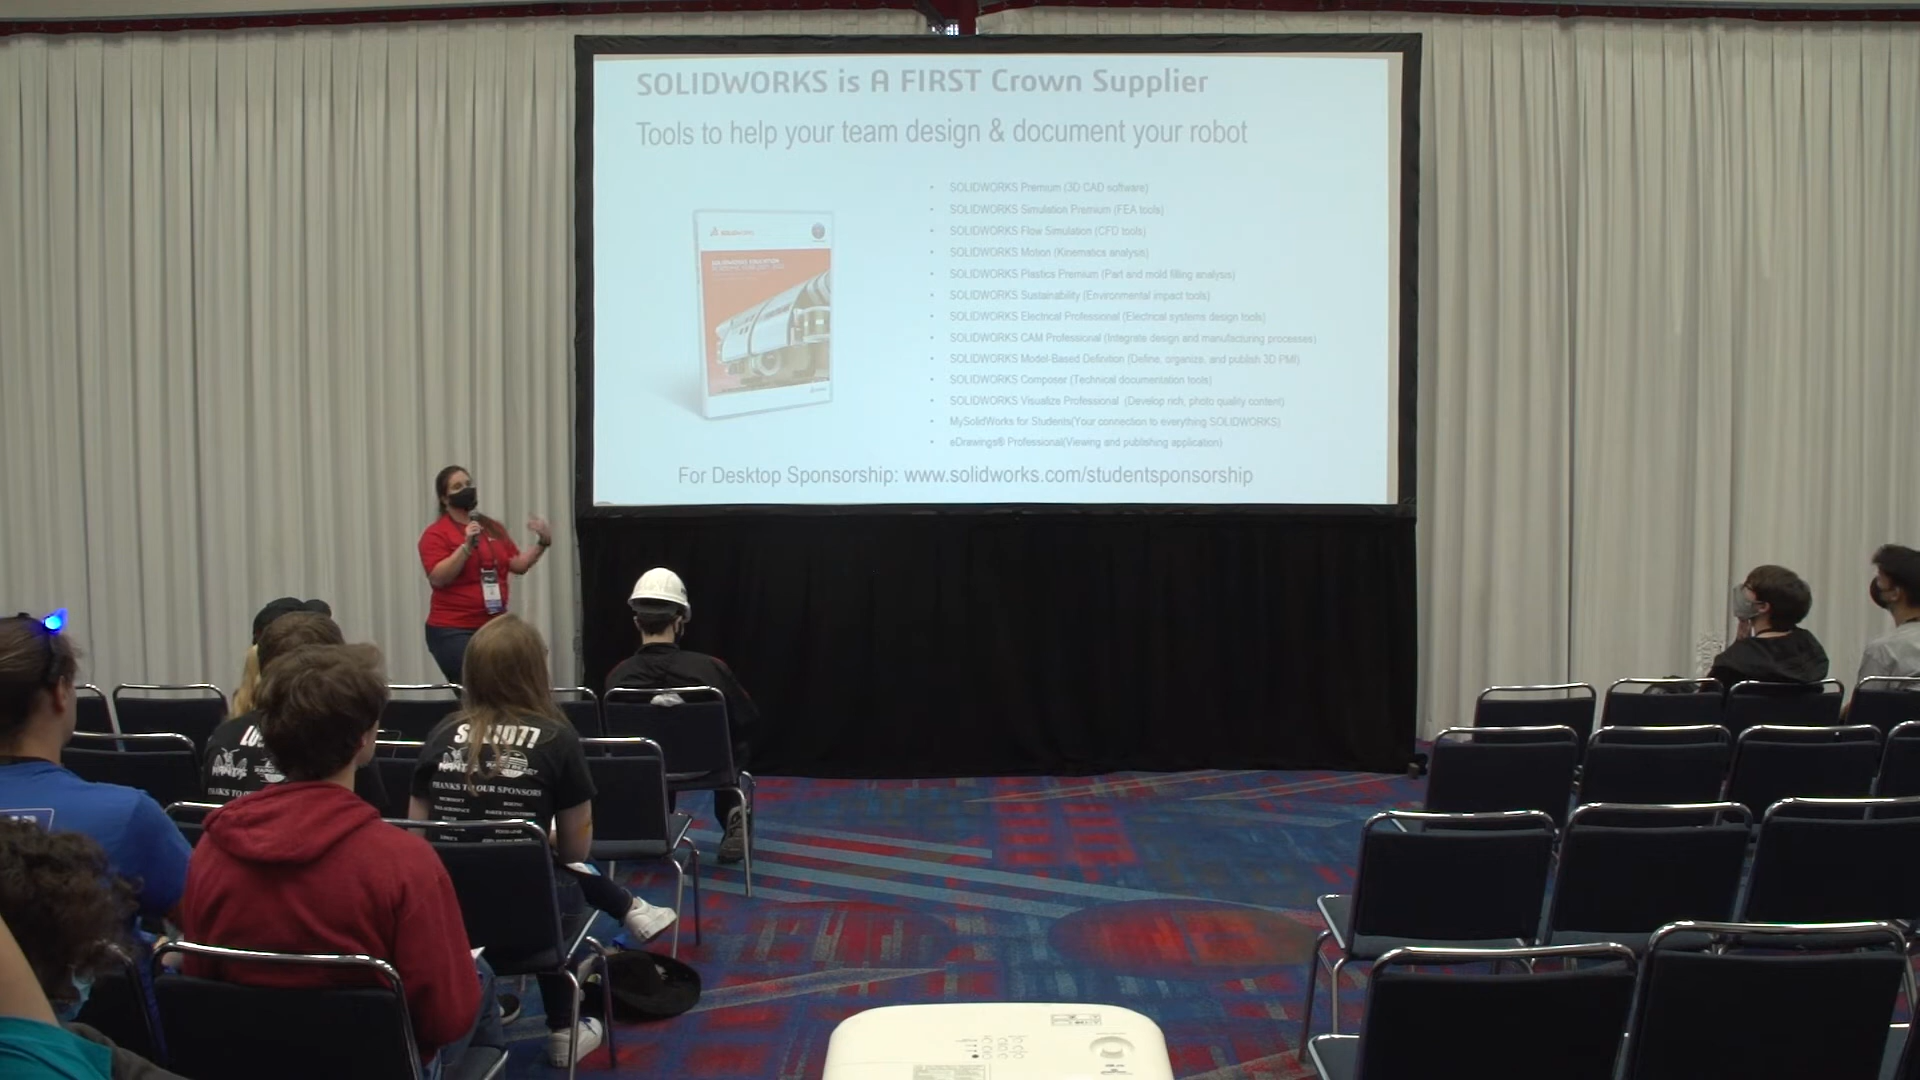 SOLIDWORKS is A FIRST Crown Supplier
Tools to help your team design & document your robot
• SOLIDWORKS Premium (3D CAD software)
• SOLIDWORKS Simulation Premium (FEA tools)
• SOLIDWORKS Flow Simulation (CFD tools)
• SOLIDWORKS Motion (Kinematics analysis)
• SOLIDWORKS Plastics Premium (Part and mold filling analysis)
• SOLIDWORKS Sustainability (Environmental impact tools)
• SOLIDWORKS Electrical Professional (Electrical systems design tools)
• SOLIDWORKS CAM Professional (Integrate design and manufacturing processes)
• SOLIDWORKS Model-Based Definition (Define, organize, and publish 3D PMI)
• SOLIDWORKS Composer (Technical documentation tools)
• SOLIDWORKS Visualize Professional (Develop rich, photo quality content)
• MySolidWorks for Students(Your connection to everything SOLIDWORKS)
• eDrawings® Professional(Viewing and publishing application)
SOLIDWORKS
SOLIDWORKS EDUCATION
For Desktop Sponsorship: www.solidworks.com/studentsponsorship
THANKS TO OUR SPONSORS